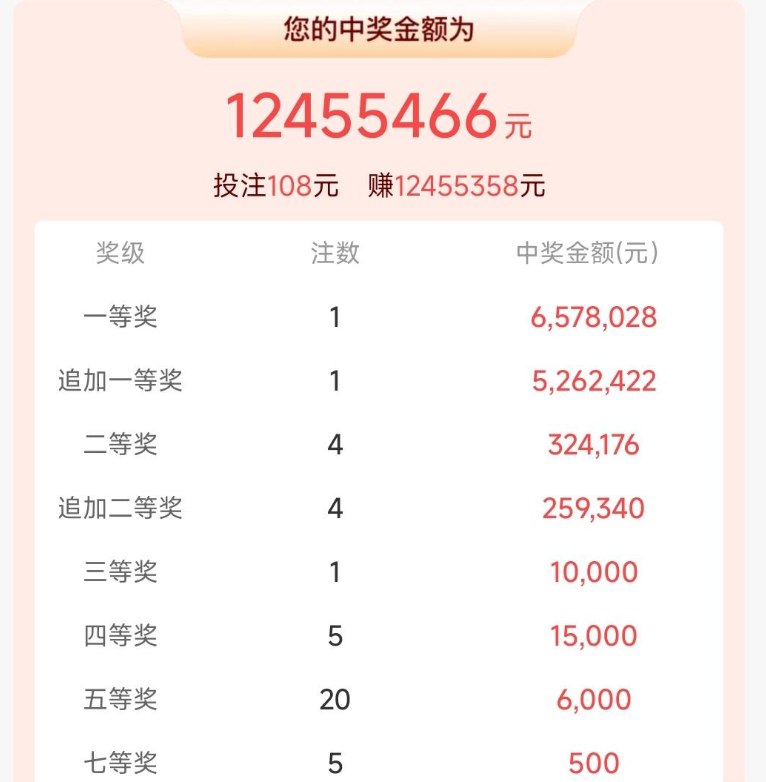 您的中奖金额为
12455466元
投注108元 赚12455358元
奖级 注数 中奖金额(元)
一等奖 1 6,578,028
追加一等奖 1 5,262,422
二等奖 4 324,176
追加二等奖 4 259,340
三等奖 1 10,000
四等奖 5 15,000
五等奖 20 6,000
七等奖 5 500